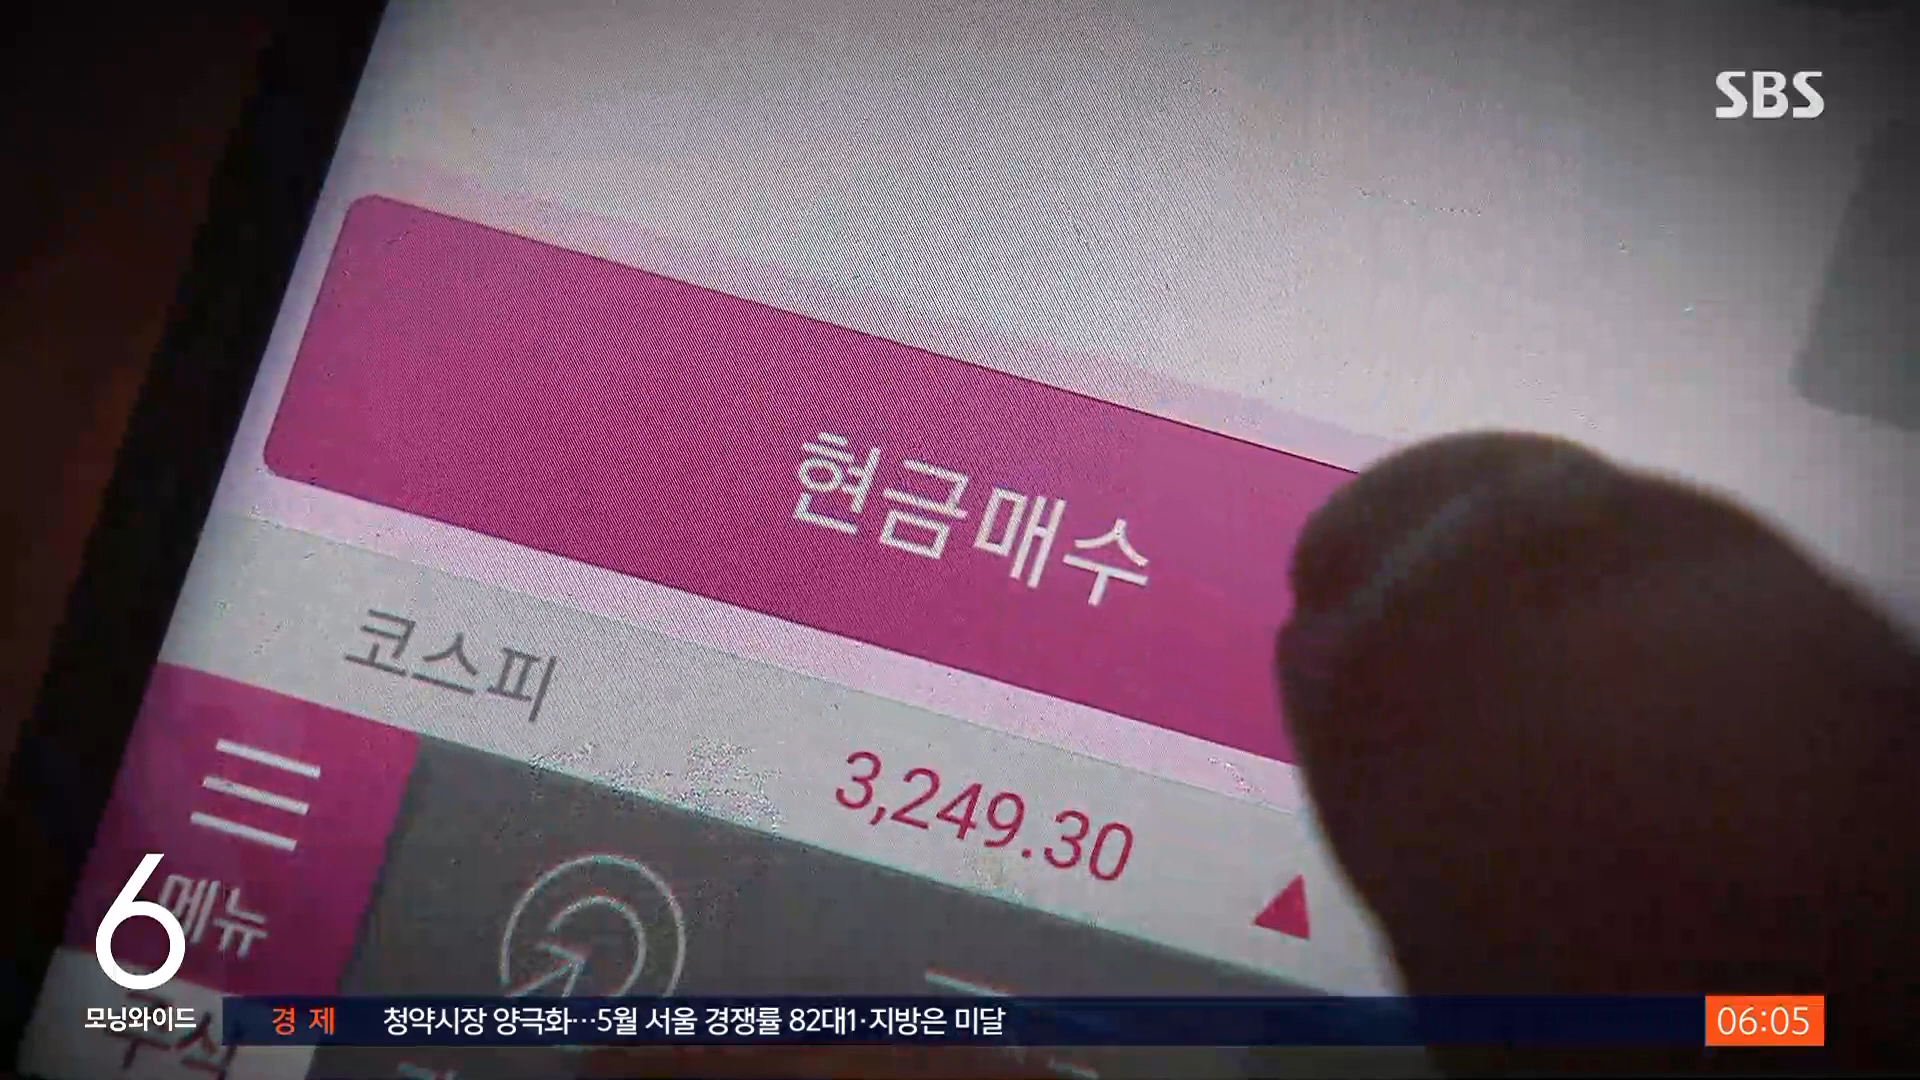 SBS
현금매수
코스피
3,249.30 ▲
메뉴
주식
6
모닝와이드
경제 청약시장 양극화…5월 서울 경쟁률 82대1·지방은 미달
06:05